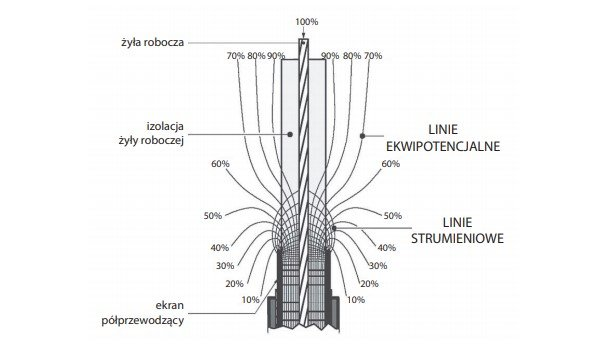 100%
żyła robocza
70% 80% 90%
90% 80% 70%
izolacja
żyły roboczej
LINIE
EKWIPOTENCJALNE
60%
60%
50%
50%
LINIE
STRUMIENIOWE
40%
40%
30%
30%
20%
20%
10%
10%
ekran
półprzewodzący